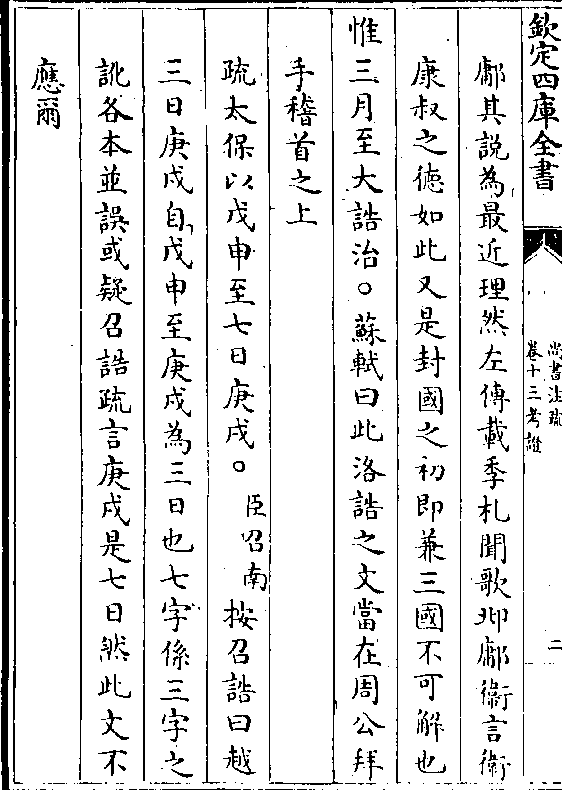 欽定四庫全書
尚書注疏
卷十三考證
二
鄘其說為最近理然左傳載季札聞歌邶鄘衛言衛
康叔之德如此又是封國之初即兼三國不可解也
惟三月至大誥治○蘇軾曰此洛誥之文當在周公拜
手稽首之上
疏太保以戊申至七日庚戌○臣召南按召誥曰越
三日庚戌自戊申至庚戌為三日也七字係三字之
訛各本並誤或疑召誥疏言庚戌是七日然此文不
應爾